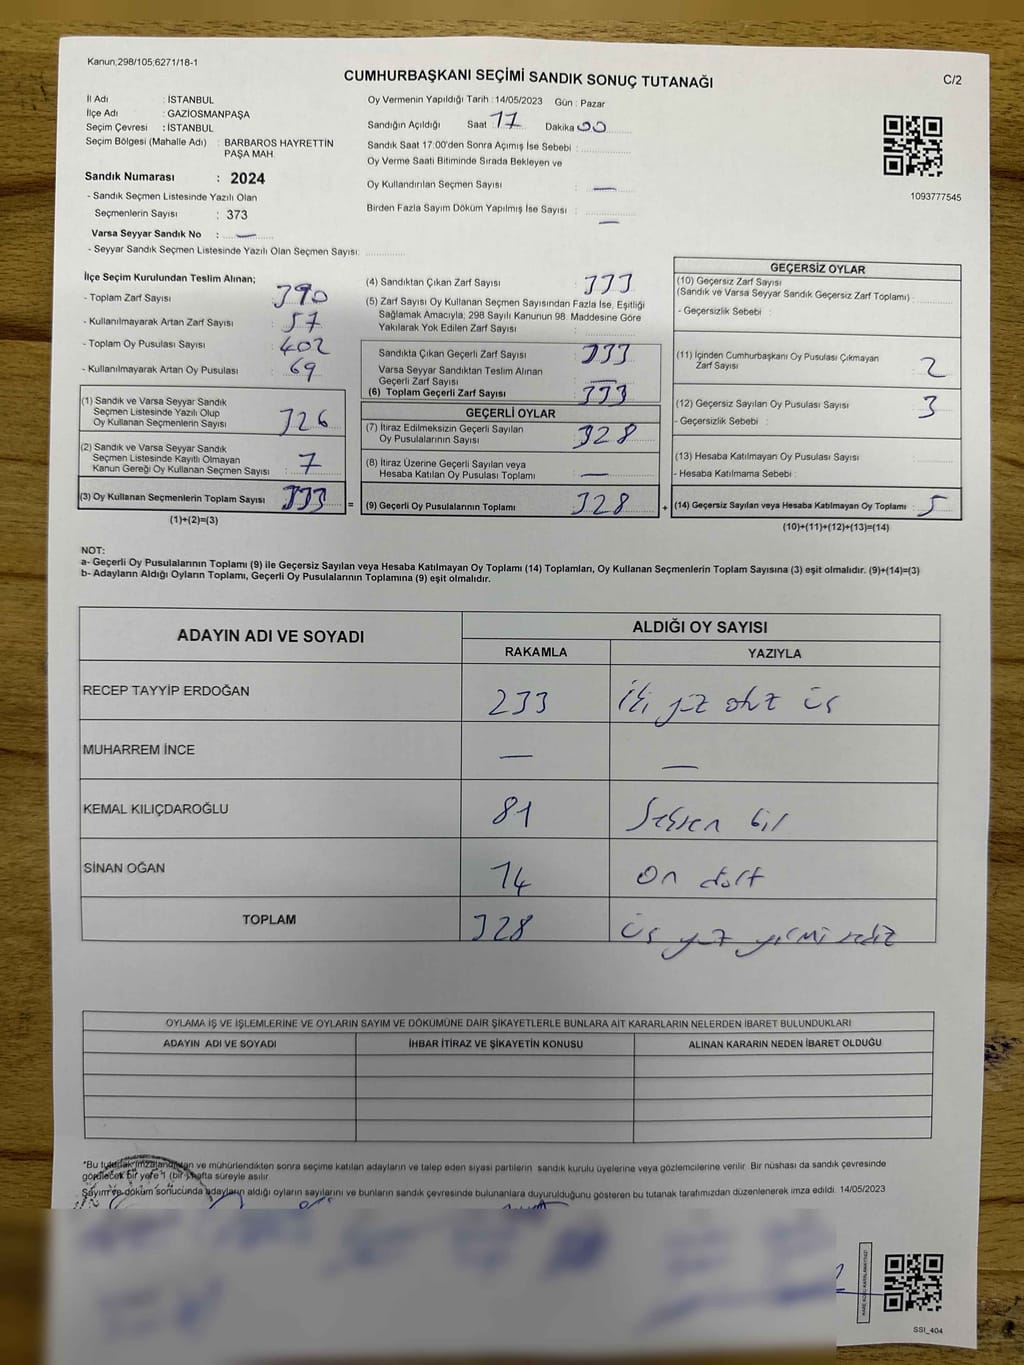 Kanun,298/105,6271/18-1
CUMHURBAŞKANI SEÇİMİ SANDIK SONUÇ TUTANAĞI
C/2
İl Adı : İSTANBUL
İlçe Adı : GAZİOSMANPAŞA
Seçim Çevresi : İSTANBUL
Seçim Bölgesi (Mahalle Adı) : BARBAROS HAYRETTİN
PAŞA MAH.
Sandık Numarası : 2024
- Sandık Seçmen Listesinde Yazılı Olan
Seçmenlerin Sayısı : 373
Varsa Seyyar Sandık No : —
- Seyyar Sandık Seçmen Listesinde Yazılı Olan Seçmen Sayısı:
Oy Vermenin Yapıldığı Tarih : 14/05/2023 Gün : Pazar
Sandığın Açıldığı Saat : 17 Dakika 00
Sandık Saat 17:00'den Sonra Açımış İse Sebebi :
Oy Verme Saati Bitiminde Sırada Bekleyen ve
Oy Kullandırılan Seçmen Sayısı : —
Birden Fazla Sayım Döküm Yapılmış İse Sayısı : —
1093777545
İlçe Seçim Kurulundan Teslim Alınan;
- Toplam Zarf Sayısı : 390
- Kullanılmayarak Artan Zarf Sayısı : 57
- Toplam Oy Pusulası Sayısı : 402
- Kullanılmayarak Artan Oy Pusulası : 69
(1) Sandık ve Varsa Seyyar Sandık
Seçmen Listesinde Yazılı Olup
Oy Kullanan Seçmenlerin Sayısı : 326
(2) Sandık ve Varsa Seyyar Sandık
Seçmen Listesinde Kayıtlı Olmayan
Kanun Gereği Oy Kullanan Seçmen Sayısı : 7
(3) Oy Kullanan Seçmenlerin Toplam Sayısı : 333
(1)+(2)=(3)
(4) Sandıktan Çıkan Zarf Sayısı : 333
(5) Zarf Sayısı Oy Kullanan Seçmen Sayısından Fazla İse, Eşitliği
Sağlamak Amacıyla, 298 Sayılı Kanunun 98. Maddesine Göre
Yakılarak Yok Edilen Zarf Sayısı :
Sandıkta Çıkan Geçerli Zarf Sayısı : 333
Varsa Seyyar Sandıktan Teslim Alınan
Geçerli Zarf Sayısı : —
(6) Toplam Geçerli Zarf Sayısı : 333
GEÇERLİ OYLAR
(7) İtiraz Edilmeksizin Geçerli Sayılan
Oy Pusulalarının Sayısı : 328
(8) İtiraz Üzerine Geçerli Sayılan veya
Hesaba Katılan Oy Pusulası Toplamı : —
= (9) Geçerli Oy Pusulalarının Toplamı : 328
GEÇERSİZ OYLAR
(10) Geçersiz Zarf Sayısı
(Sandık ve Varsa Seyyar Sandık Geçersiz Zarf Toplamı) :
- Geçersizlik Sebebi :
(11) İçinden Cumhurbaşkanı Oy Pusulası Çıkmayan
Zarf Sayısı : 2
(12) Geçersiz Sayılan Oy Pusulası Sayısı : 3
- Geçersizlik Sebebi :
(13) Hesaba Katılmayan Oy Pusulası Sayısı :
- Hesaba Katılmama Sebebi :
+ (14) Geçersiz Sayılan veya Hesaba Katılmayan Oy Toplamı : 5
(10)+(11)+(12)+(13)=(14)
NOT:
a- Geçerli Oy Pusulalarının Toplamı (9) ile Geçersiz Sayılan veya Hesaba Katılmayan Oy Toplamı (14) Toplamları, Oy Kullanan Seçmenlerin Toplam Sayısına (3) eşit olmalıdır. (9)+(14)=(3)
b- Adayların Aldığı Oyların Toplamı, Geçerli Oy Pusulalarının Toplamına (9) eşit olmalıdır.
ADAYIN ADI VE SOYADI ALDIĞI OY SAYISI
RAKAMLA YAZIYLA
RECEP TAYYİP ERDOĞAN 233 İki yüz otuz üç
MUHARREM İNCE — —
KEMAL KILIÇDAROĞLU 81 Seksen bir
SİNAN OĞAN 14 On dört
TOPLAM 328 üç yüz yirmi sekiz
OYLAMA İŞ VE İŞLEMLERİNE VE OYLARIN SAYIM VE DÖKÜMÜNE DAİR ŞİKAYETLERLE BUNLARA AİT KARARLARIN NELERDEN İBARET BULUNDUKLARI
ADAYIN ADI VE SOYADI İHBAR İTİRAZ VE ŞİKAYETİN KONUSU ALINAN KARARIN NEDEN İBARET OLDUĞU
*Bu tutanak imzalandıktan ve mühürlendikten sonra seçime katılan adayların ve talep eden siyasi partilerin sandık kurulu üyelerine veya gözlemcilerine verilir. Bir nüshası da sandık çevresinde
görülecek bir yere 1 (bir) hafta süreyle asılır.
Sayım ve döküm sonucunda adayların aldığı oyların sayılarını ve bunların sandık çevresinde bulunanlara duyurulduğunu gösteren bu tutanak tarafımızdan düzenlenerek imza edildi. 14/05/2023
SSI_404